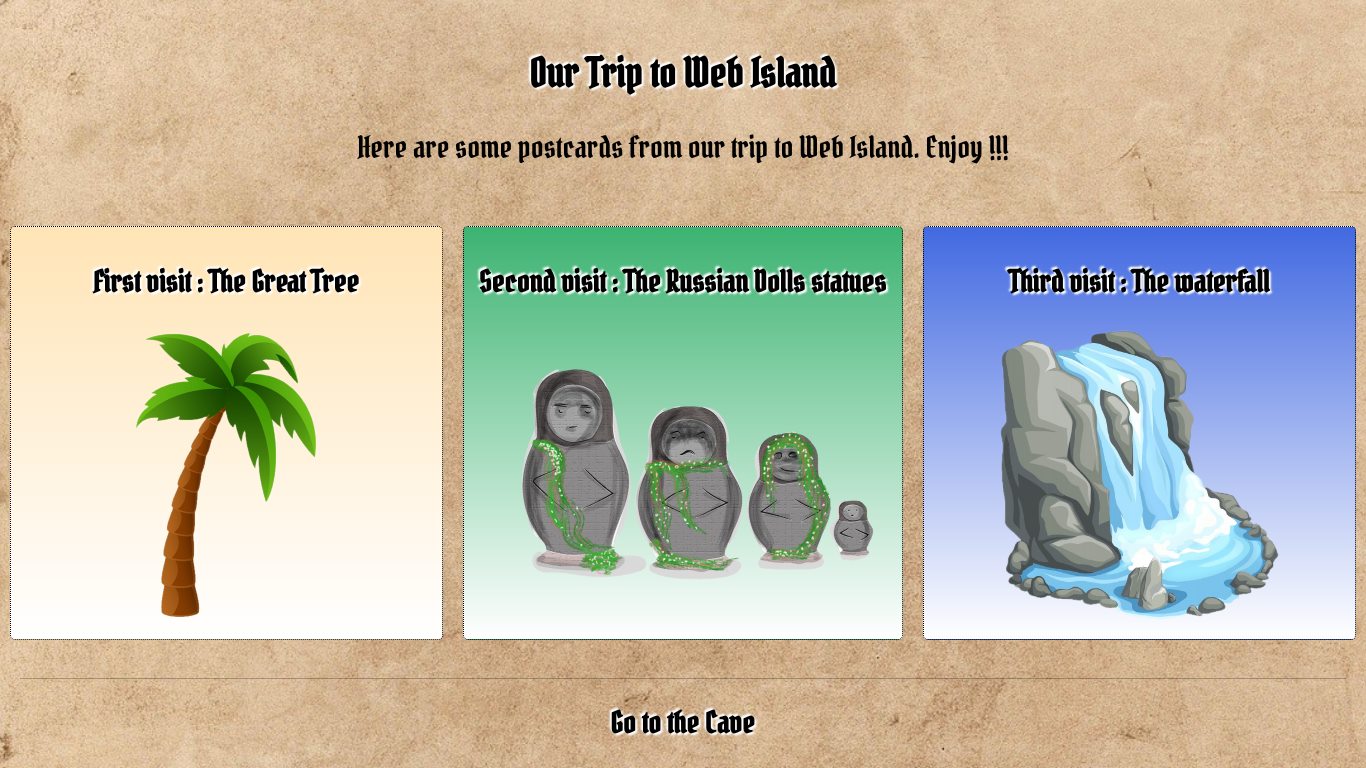 Our Trip to Web Island
Here are some postcards from our trip to Web Island. Enjoy !!!
First visit : The Great Tree
Second visit : The Russian Dolls statues
Third visit : The waterfall
Go to the Cave